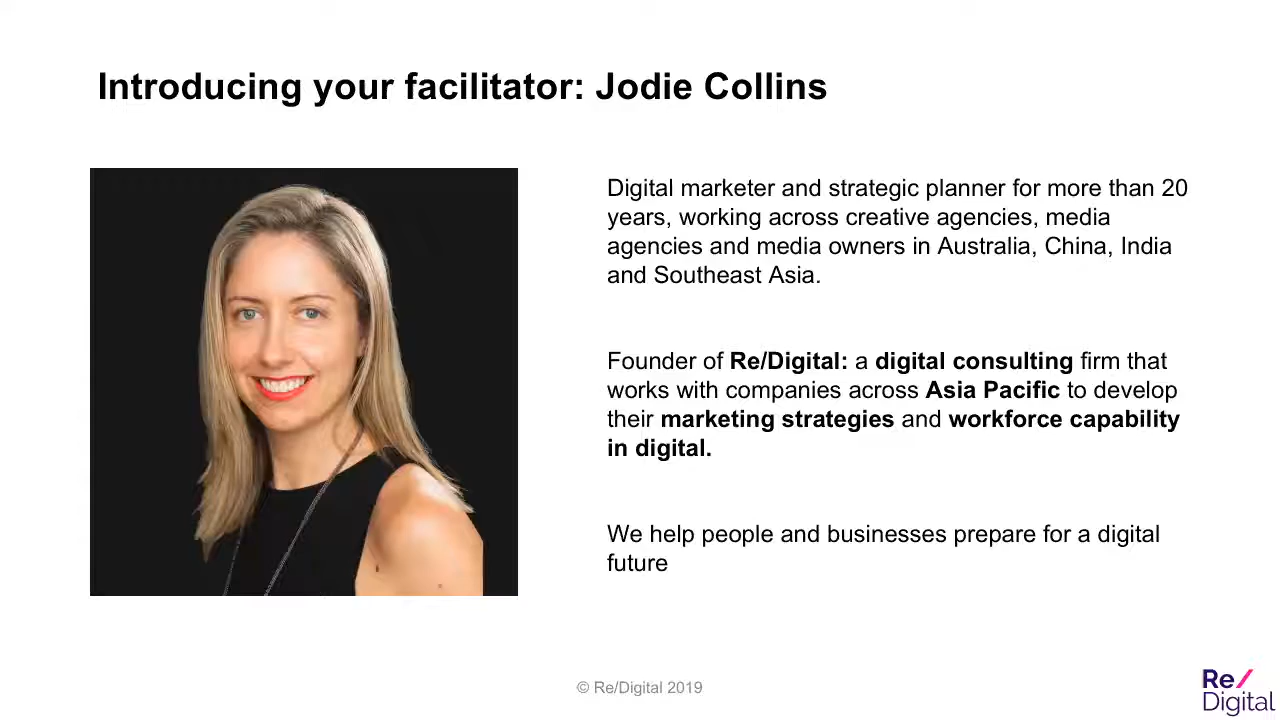 Introducing your facilitator: Jodie Collins
Digital marketer and strategic planner for more than 20
years, working across creative agencies, media
agencies and media owners in Australia, China, India
and Southeast Asia.
Founder of Re/Digital: a digital consulting firm that
works with companies across Asia Pacific to develop
their marketing strategies and workforce capability
in digital.
We help people and businesses prepare for a digital
future
© Re/Digital 2019
Re/
Digital